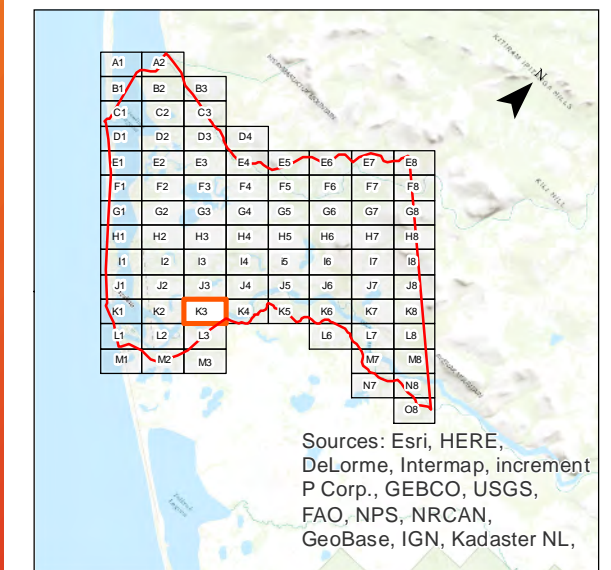 KITIRAM IPITINGA HILLS
N
A1 A2
B1 B2 B3
C1 C2 C3
D1 D2 D3 D4
E1 E2 E3 E4 E5 E6 E7 E8
F1 F2 F3 F4 F5 F6 F7 F8
G1 G2 G3 G4 G5 G6 G7 G8
H1 H2 H3 H4 H5 H6 H7 H8
I1 I2 I3 I4 I5 I6 I7 I8
J1 J2 J3 J4 J5 J6 J7 J8
K1 K2 K3 K4 K5 K6 K7 K8
L1 L2 L3 L6 L7 L8
M1 M2 M3 M7 M8
N7 N8
O8
Sources: Esri, HERE,
DeLorme, Intermap, increment
P Corp., GEBCO, USGS,
FAO, NPS, NRCAN,
GeoBase, IGN, Kadaster NL,